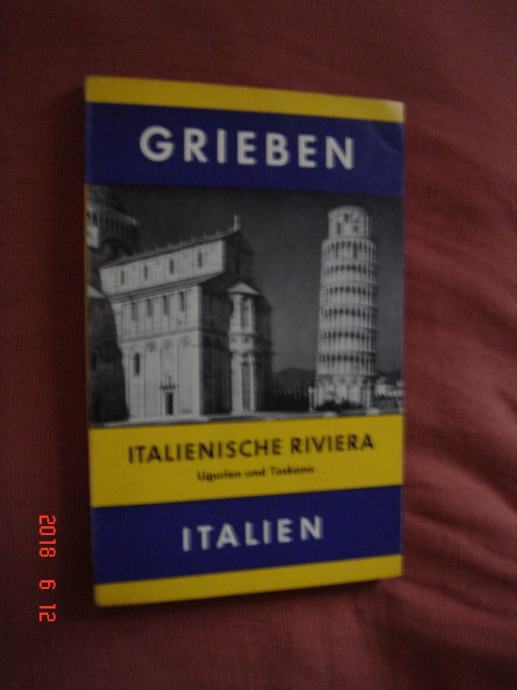 GRIEBEN
ITALIENISCHE RIVIERA
Ligurien und Toskana
ITALIEN
2018 6 12